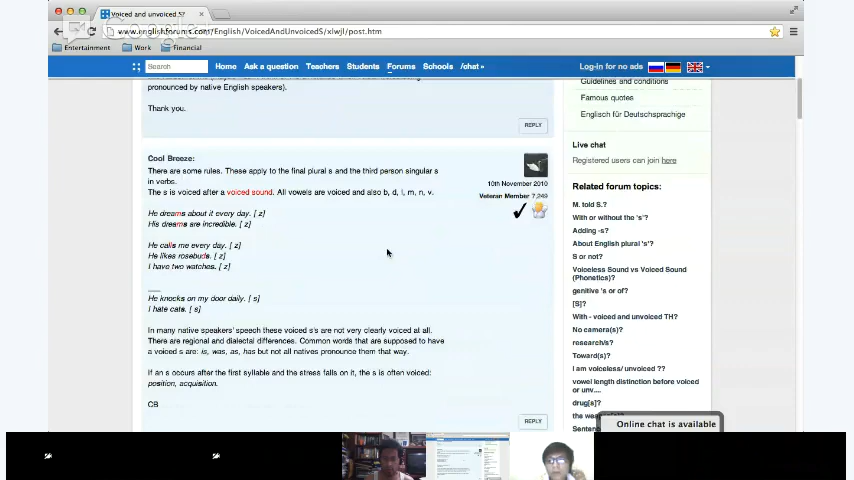 Voiced and unvoiced S?
www.englishforums.com/English/VoicedAndUnvoicedS/xlwjl/post.htm
Entertainment Work Financial
Search Home Ask a question Teachers Students Forums Schools /chat » Log-in for no ads
pronounced by native English speakers).
Thank you.
REPLY
Cool Breeze:
There are some rules. These apply to the final plural s and the third person singular s
in verbs.
The s is voiced after a voiced sound. All vowels are voiced and also b, d, l, m, n, v.
He dreams about it every day. [ z]
His dreams are incredible. [ z]
He calls me every day. [ z]
He likes rosebuds. [ z]
I have two watches. [ z]
__
He knocks on my door daily. [ s]
I hate cats. [ s]
In many native speakers' speech these voiced s's are not very clearly voiced at all.
There are regional and dialectal differences. Common words that are supposed to have
a voiced s are: is, was, as, has but not all natives pronounce them that way.
If an s occurs after the first syllable and the stress falls on it, the s is often voiced:
position, acquisition.
CB
REPLY
10th November 2010
Veteran Member 7,249
Guidelines and conditions
Famous quotes
Englisch für Deutschsprachige
Live chat
Registered users can join here
Related forum topics:
M. told S.?
With or without the 's'?
Adding -s?
About English plural 's'?
S or not?
Voiceless Sound vs Voiced Sound
(Phonetics)
genitive 's or of?
[S]?
With - voiced and unvoiced TH?
No camera(s)?
research/s?
Toward(s)?
I am voiceless/ unvoiced ??
vowel length distinction before voiced
or unv....
drug[s]?
the
Online chat is available